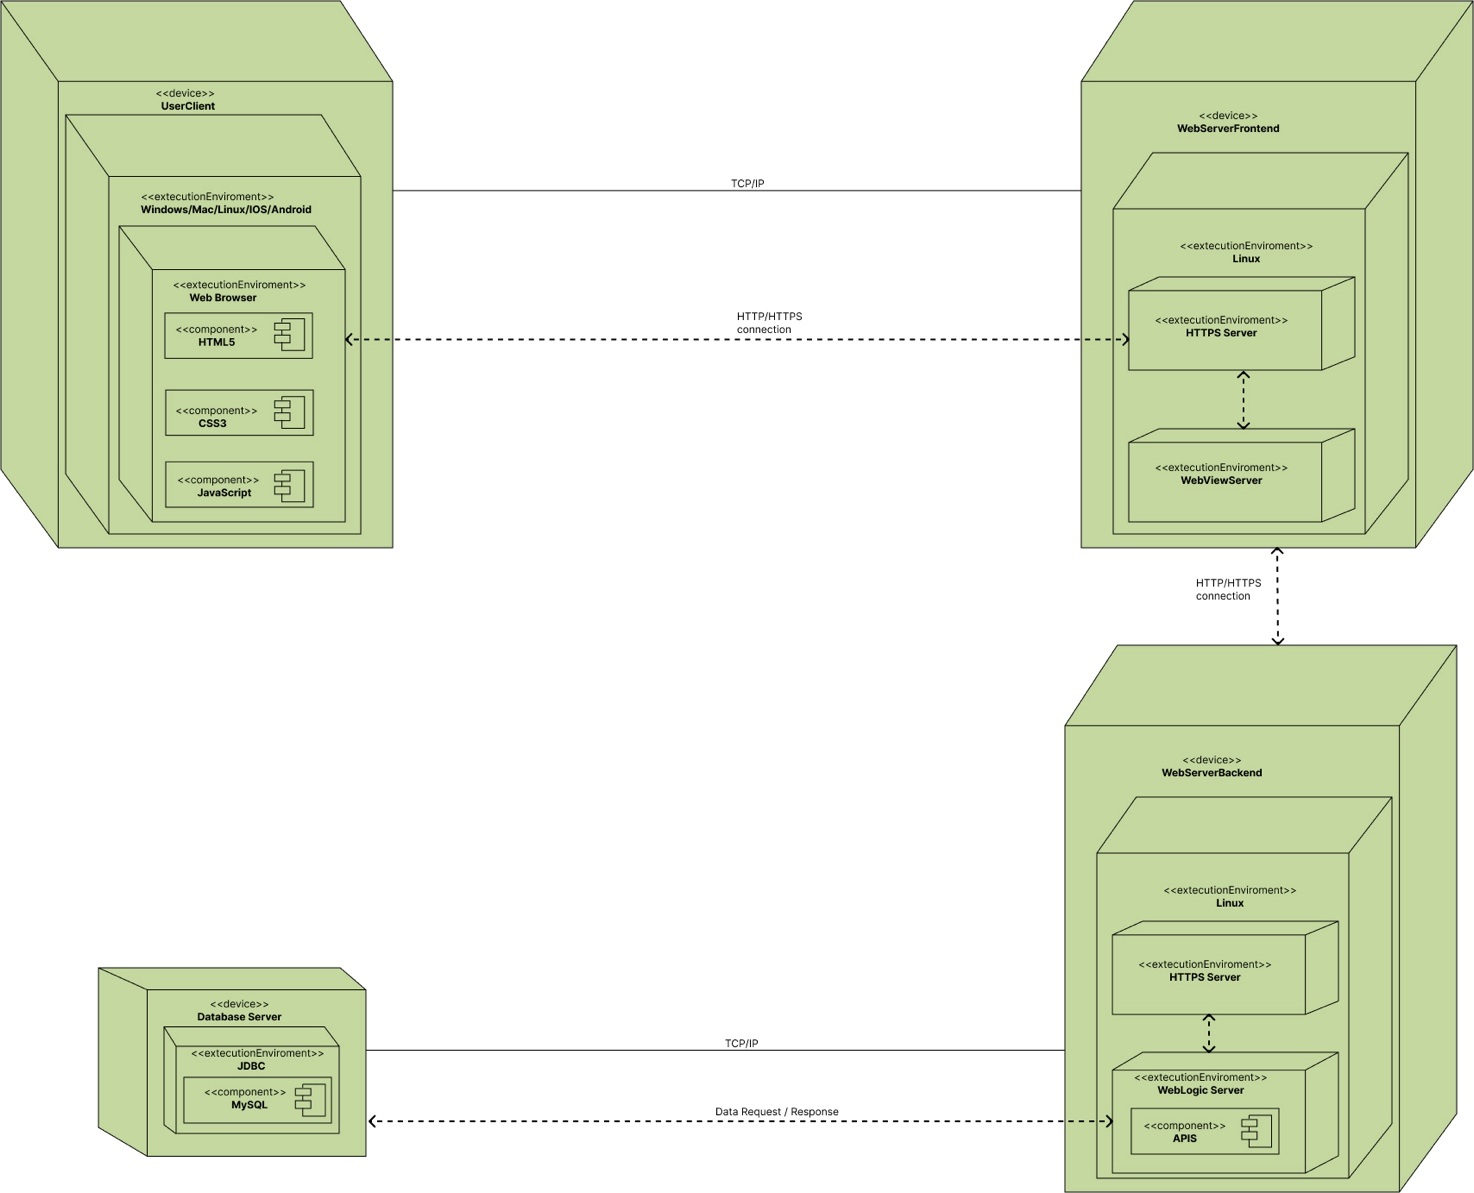 <<device>>
UserClient
<<extecutionEnviroment>>
Windows/Mac/Linux/IOS/Android
<<extecutionEnviroment>>
Web Browser
<<component>>
HTML5
<<component>>
CSS3
<<component>>
JavaScript
TCP/IP
HTTP/HTTPS
connection
<<device>>
WebServerFrontend
<<extecutionEnviroment>>
Linux
<<extecutionEnviroment>>
HTTPS Server
<<extecutionEnviroment>>
WebViewServer
HTTP/HTTPS
connection
<<device>>
WebServerBackend
<<extecutionEnviroment>>
Linux
<<extecutionEnviroment>>
HTTPS Server
<<extecutionEnviroment>>
WebLogic Server
<<component>>
APIS
TCP/IP
Data Request / Response
<<device>>
Database Server
<<extecutionEnviroment>>
JDBC
<<component>>
MySQL